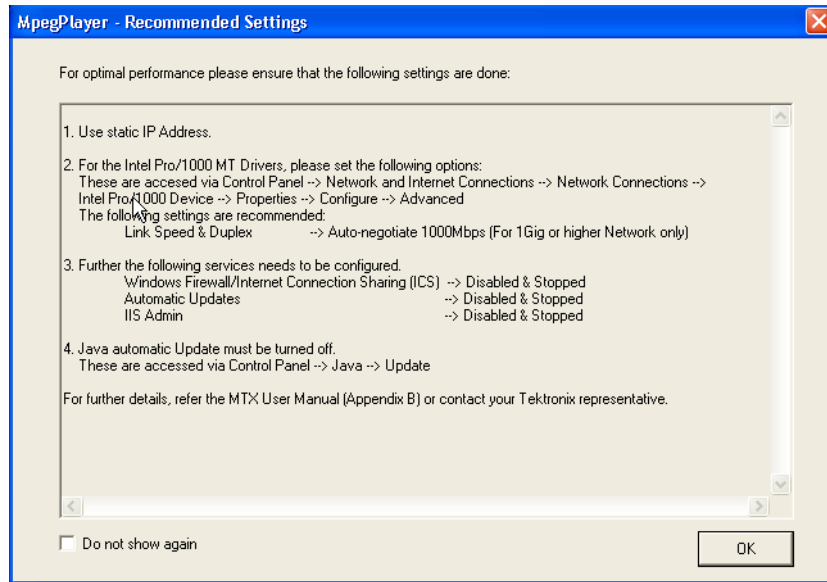 MpegPlayer - Recommended Settings
For optimal performance please ensure that the following settings are done:
1. Use static IP Address.
2. For the Intel Pro/1000 MT Drivers, please set the following options:
These are accesed via Control Panel --> Network and Internet Connections --> Network Connections -->
Intel Pro/1000 Device --> Properties --> Configure --> Advanced
The following settings are recommended:
Link Speed & Duplex --> Auto-negotiate 1000Mbps (For 1Gig or higher Network only)
3. Further the following services needs to be configured.
Windows Firewall/Internet Connection Sharing (ICS) --> Disabled & Stopped
Automatic Updates --> Disabled & Stopped
IIS Admin --> Disabled & Stopped
4. Java automatic Update must be turned off.
These are accessed via Control Panel --> Java --> Update
For further details, refer the MTX User Manual (Appendix B) or contact your Tektronix representative.
Do not show again
OK